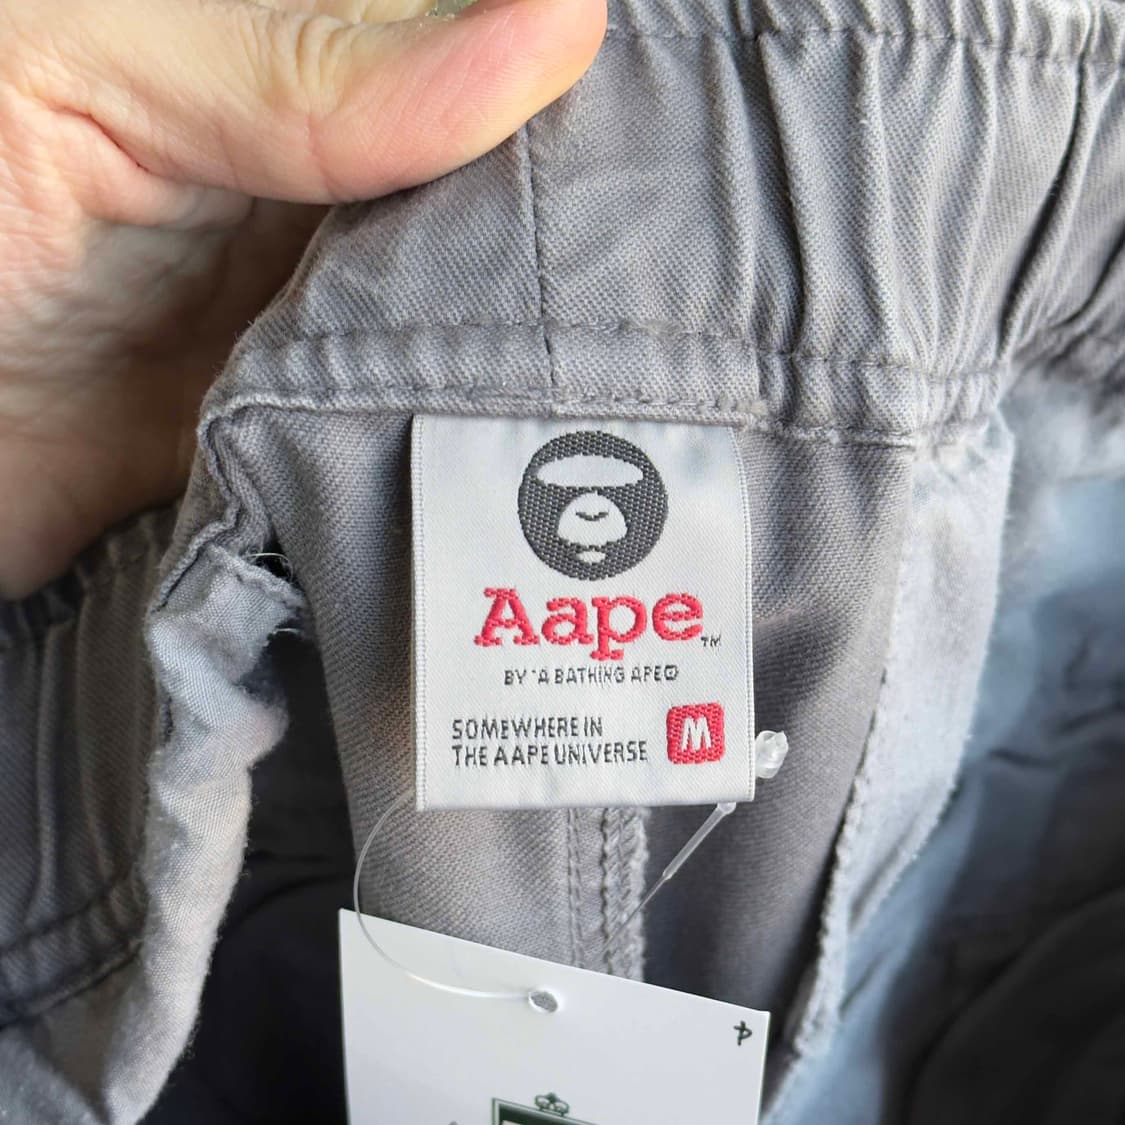 Aape™
BY *A BATHING APE®
SOMEWHERE IN
THE AAPE UNIVERSE
M